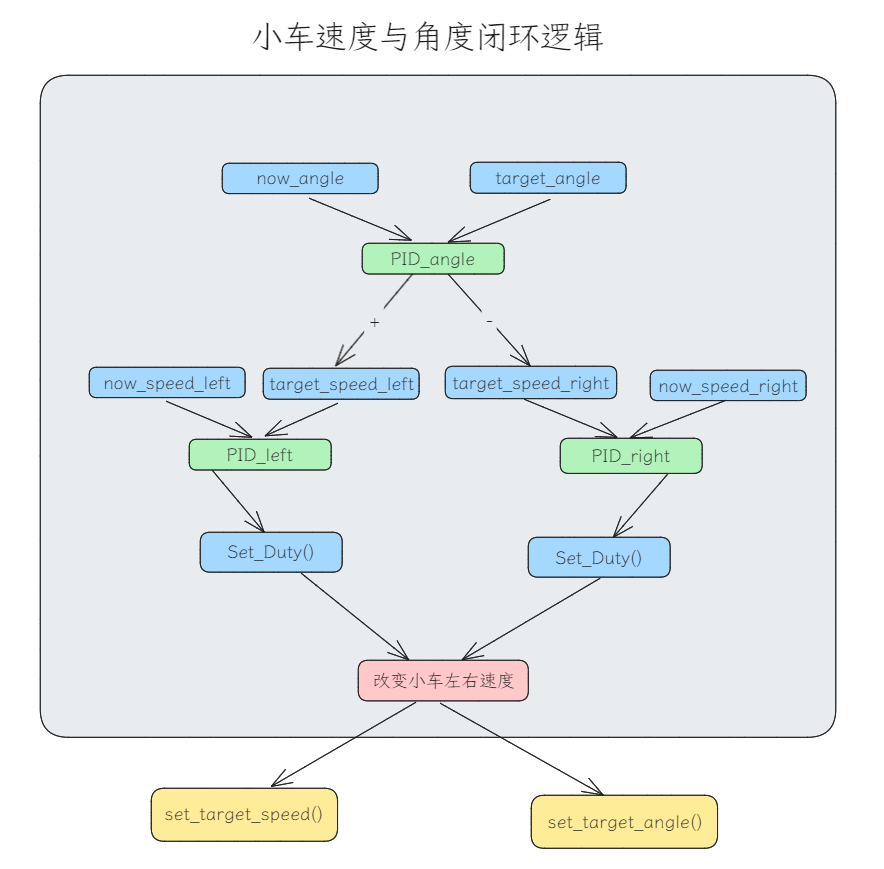 小车速度与角度闭环逻辑
now_angle
target_angle
PID_angle
+
-
now_speed_left
target_speed_left
target_speed_right
now_speed_right
PID_left
PID_right
Set_Duty()
Set_Duty()
改变小车左右速度
set_target_speed()
set_target_angle()